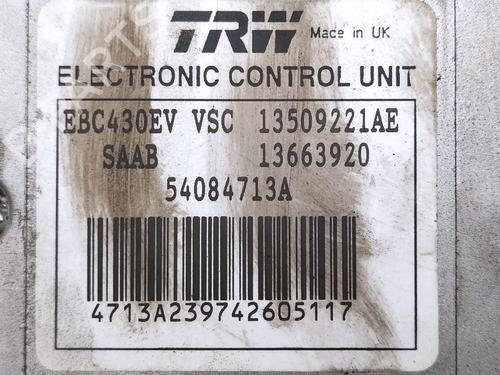 TRW Made in UK
ELECTRONIC CONTROL UNIT
EBC430EV VSC 13509221AE
SAAB 13663920
54084713A
4713A239742605117